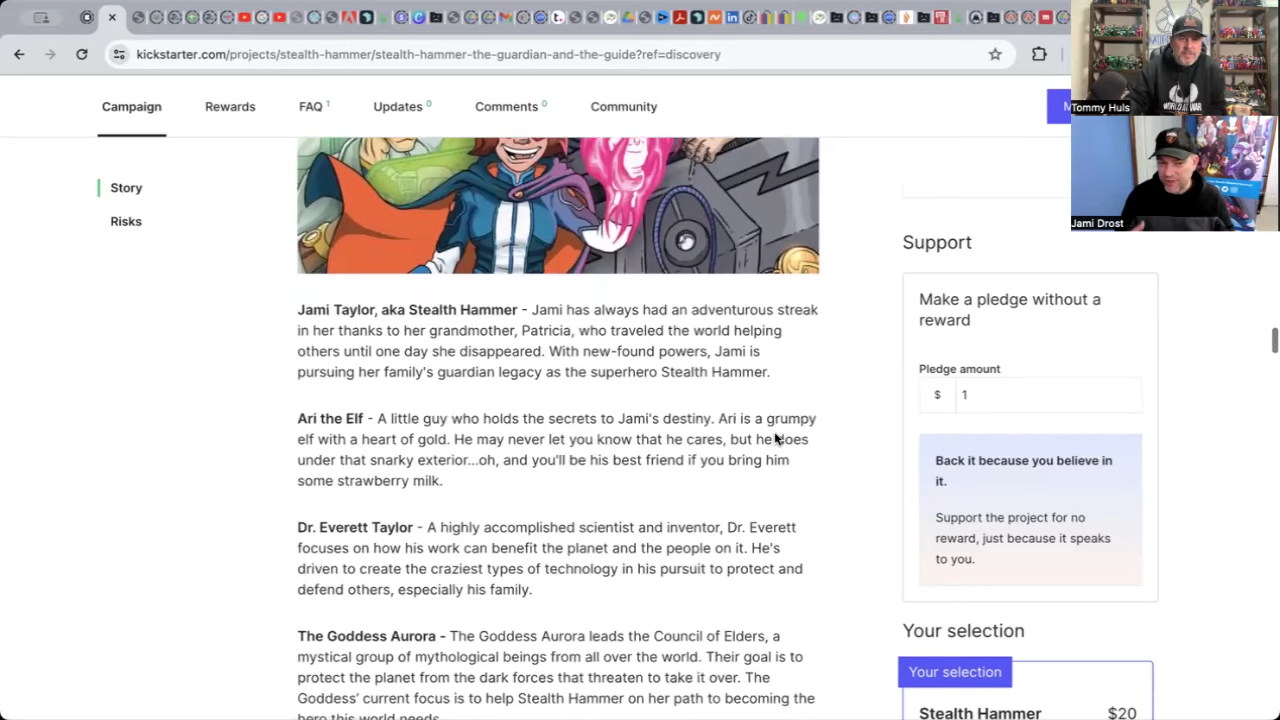 kickstarter.com/projects/stealth-hammer/stealth-hammer-the-guardian-and-the-guide?ref=discovery
Campaign
Rewards
FAQ 1
Updates 0
Comments 0
Community
Tommy Huls
Jami Drost
Story
Risks
Jami Taylor, aka Stealth Hammer - Jami has always had an adventurous streak
in her thanks to her grandmother, Patricia, who traveled the world helping
others until one day she disappeared. With new-found powers, Jami is
pursuing her family's guardian legacy as the superhero Stealth Hammer.
Ari the Elf - A little guy who holds the secrets to Jami's destiny. Ari is a grumpy
elf with a heart of gold. He may never let you know that he cares, but he does
under that snarky exterior...oh, and you'll be his best friend if you bring him
some strawberry milk.
Dr. Everett Taylor - A highly accomplished scientist and inventor, Dr. Everett
focuses on how his work can benefit the planet and the people on it. He's
driven to create the craziest types of technology in his pursuit to protect and
defend others, especially his family.
The Goddess Aurora - The Goddess Aurora leads the Council of Elders, a
mystical group of mythological beings from all over the world. Their goal is to
protect the planet from the dark forces that threaten to take it over. The
Goddess' current focus is to help Stealth Hammer on her path to becoming the
hero this world needs.
Support
Make a pledge without a
reward
Pledge amount
$ 1
Back it because you believe in
it.
Support the project for no
reward, just because it speaks
to you.
Your selection
Your selection
Stealth Hammer $20